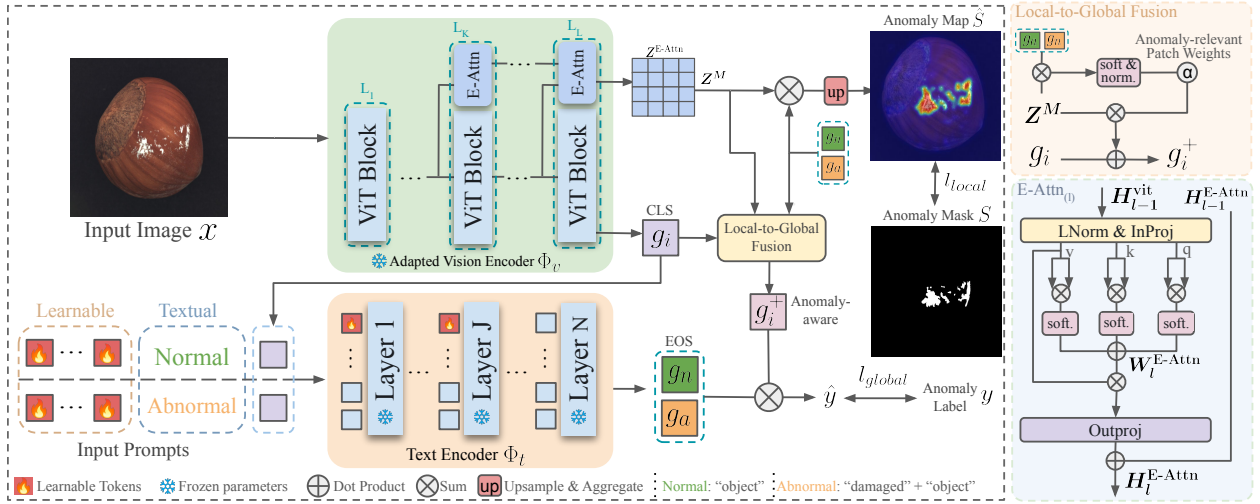 L₁
L_K
L_L
ViT Block
...
ViT Block
E-Attn
...
...
ViT Block
E-Attn
Adapted Vision Encoder Φ_v
Input Image x
Z^E-Attn
Z^M
up
Anomaly Map Ŝ
g_n
g_a
l_local
Anomaly Mask S
CLS
g_i
Local-to-Global
Fusion
g_i^+
Anomaly-
aware
Learnable
Textual
...
Normal
...
Abnormal
Input Prompts
Layer 1
...
Layer J
...
Layer N
Text Encoder Φ_t
EOS
g_n
g_a
ŷ
l_global
Anomaly
Label y
Learnable Tokens
Frozen parameters
Dot Product
Sum
up
Upsample & Aggregate
Normal: “object”
Abnormal: “damaged” + “object”
Local-to-Global Fusion
g_n
g_a
soft &
norm.
Anomaly-relevant
Patch Weights
α
Z^M
g_i
g_i^+
E-Attn_(l)
H_{l-1}^{vit}
H_{l-1}^{E-Attn}
LNorm & InProj
v
k
q
soft.
soft.
soft.
W_l^{E-Attn}
Outproj
H_l^{E-Attn}